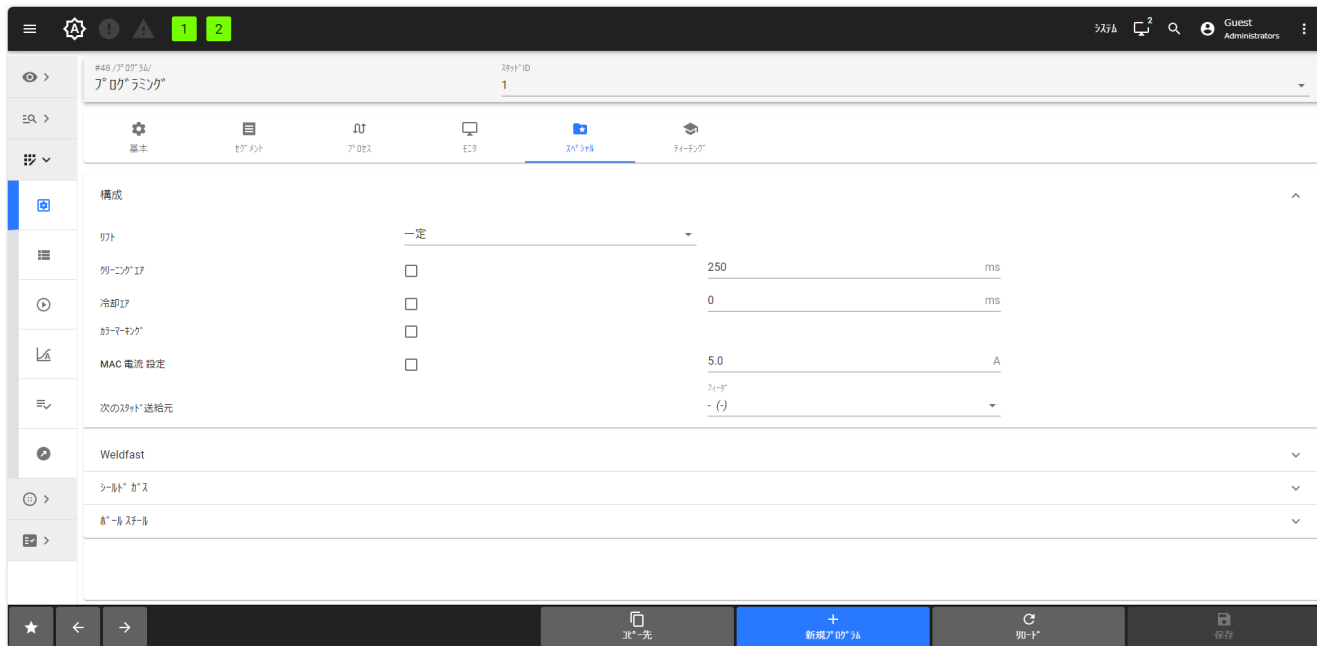 1
2
ｼｽﾃﾑ
2
Guest
Administrators
#48 /ﾌﾟﾛｸﾞﾗﾑ/
ﾌﾟﾛｸﾞﾗﾐﾝｸﾞ
ｽﾀｯﾄﾞID
1
基本
ｾｸﾞﾒﾝﾄ
ﾌﾟﾛｾｽ
ﾓﾆﾀ
ｽﾍﾟｼｬﾙ
ﾃｨｰﾁﾝｸﾞ
構成
ﾘﾌﾄ
一定
ｸﾘｰﾆﾝｸﾞｴｱ
250 ms
冷却ｴｱ
0 ms
ｶﾗｰﾏｰｷﾝｸﾞ
MAC 電流 設定
5.0 A
次のｽﾀｯﾄﾞ送給元
ﾌｨｰﾀﾞ
- (-)
Weldfast
ｼｰﾙﾄﾞ ｶﾞｽ
ﾎﾞｰﾙ ｽﾁｰﾙ
ｺﾋﾟｰ先
新規ﾌﾟﾛｸﾞﾗﾑ
ﾘﾛｰﾄﾞ
保存